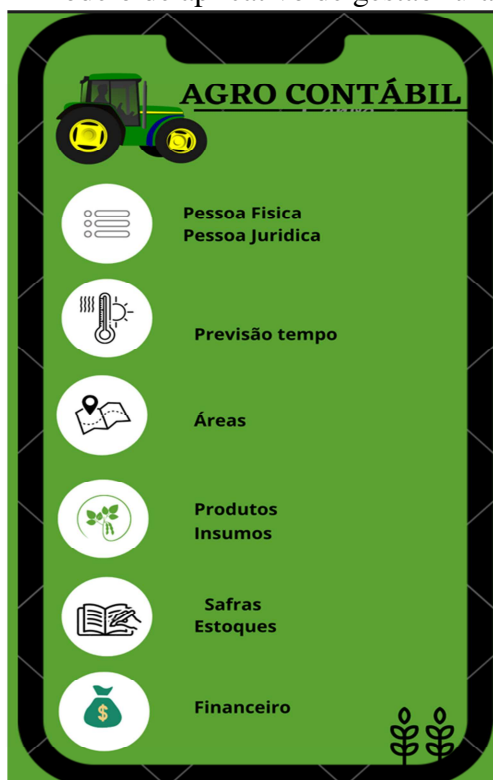 AGRO CONTÁBIL
Pessoa Fisica
Pessoa Juridica
Previsão tempo
Áreas
Produtos
Insumos
Safras
Estoques
$
Financeiro